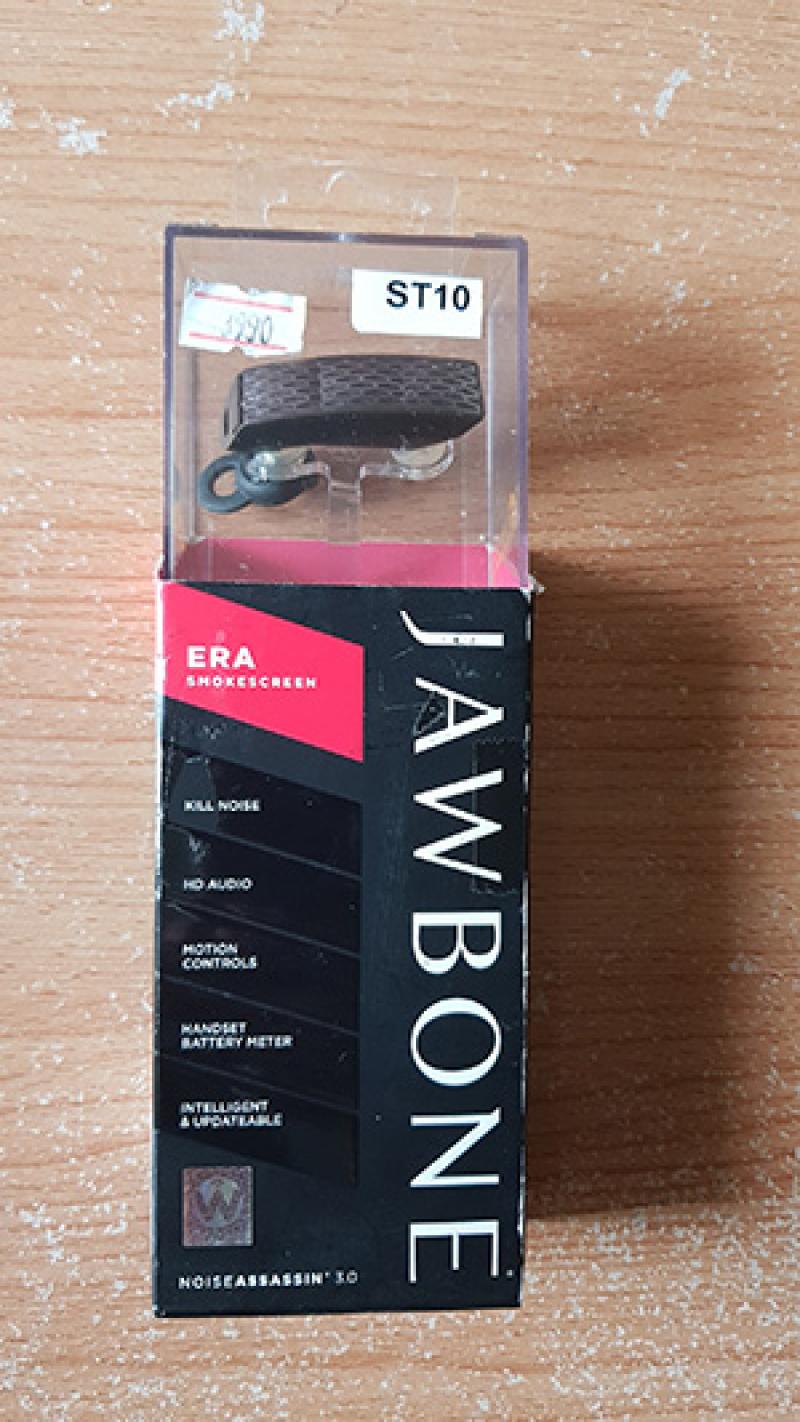 ST10
ERA
SMOKESCREEN
JAWBONE
KILL NOISE
HD AUDIO
MOTION
CONTROLS
HANDSET
BATTERY METER
INTELLIGENT
& UPDATEABLE
W
NOISEASSASSIN® 3.0